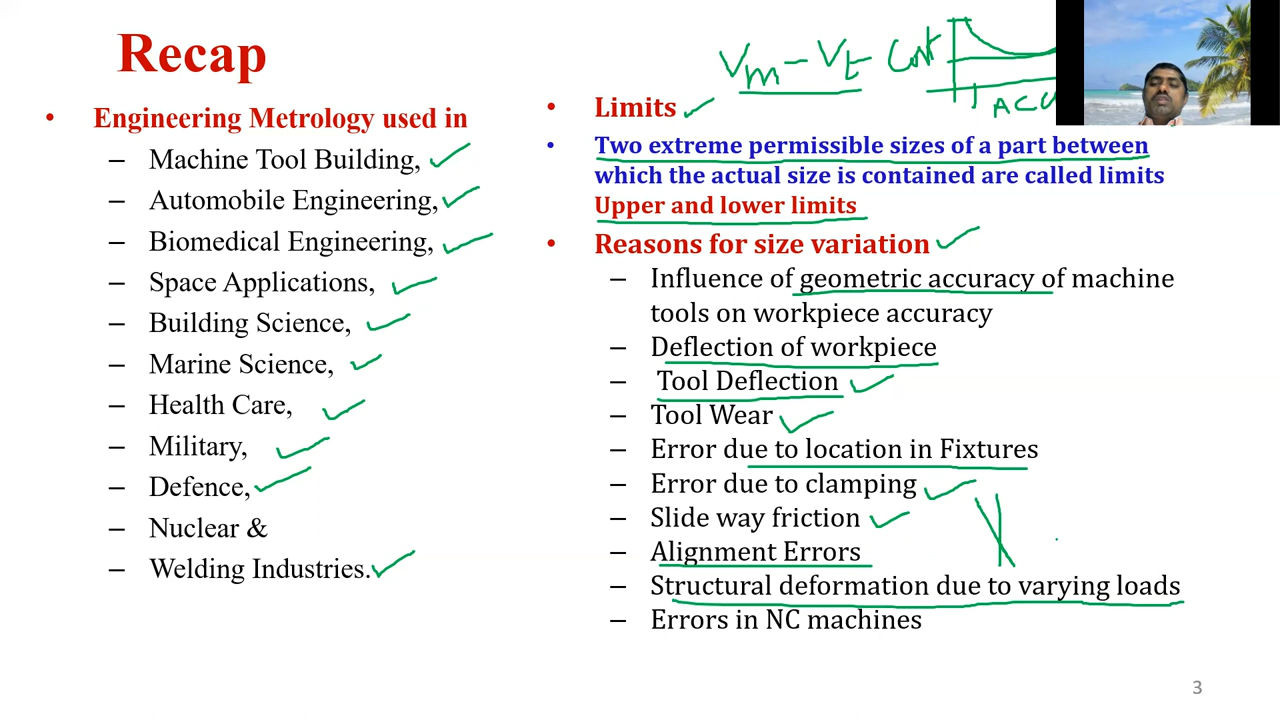 Recap
Engineering Metrology used in
– Machine Tool Building,
– Automobile Engineering,
– Biomedical Engineering,
– Space Applications,
– Building Science,
– Marine Science,
– Health Care,
– Military,
– Defence,
– Nuclear &
– Welding Industries.
Vm – Vt Cost
ACCU
• Limits
• Two extreme permissible sizes of a part between
which the actual size is contained are called limits
Upper and lower limits
• Reasons for size variation
– Influence of geometric accuracy of machine
tools on workpiece accuracy
– Deflection of workpiece
– Tool Deflection
– Tool Wear
– Error due to location in Fixtures
– Error due to clamping
– Slide way friction
– Alignment Errors
– Structural deformation due to varying loads
– Errors in NC machines
3